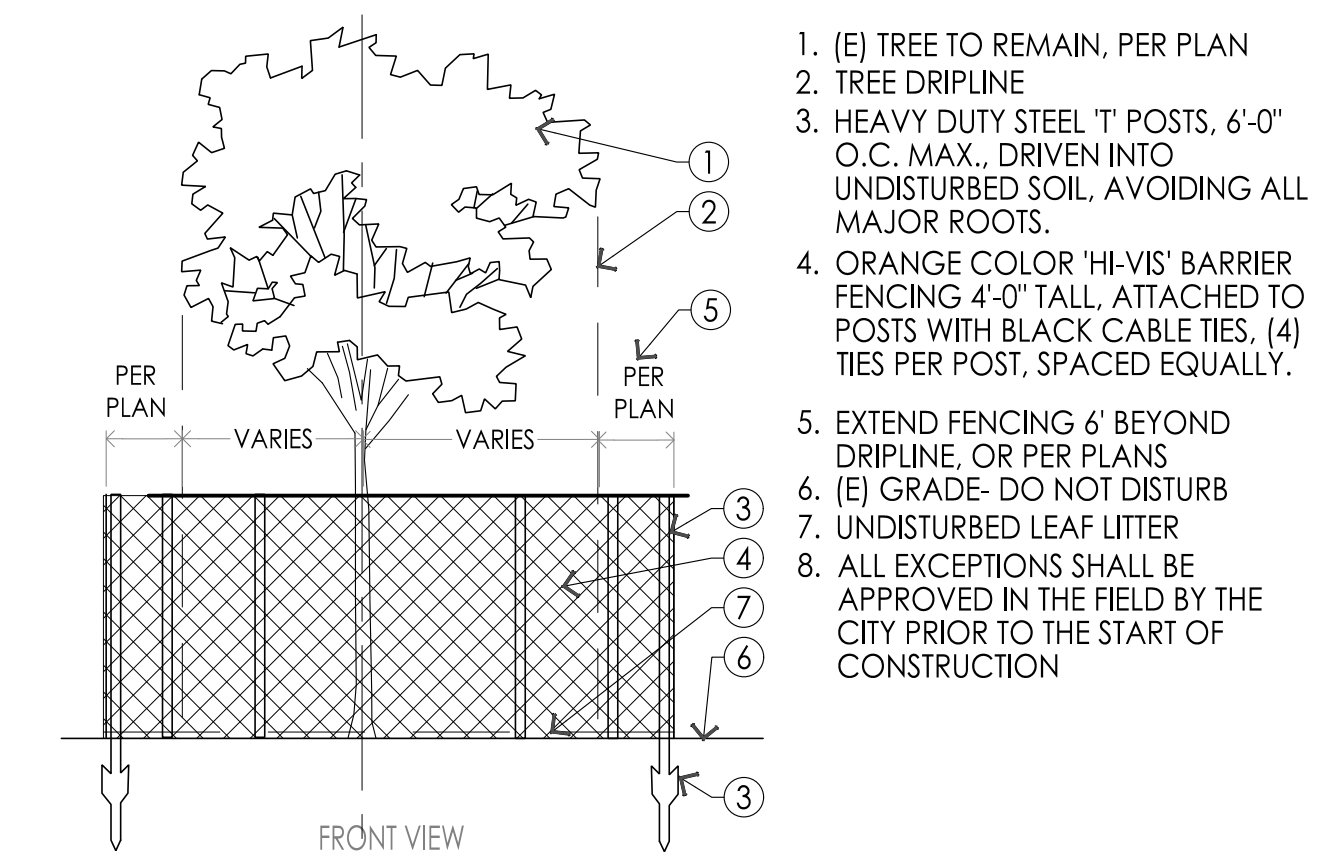 1. (E) TREE TO REMAIN, PER PLAN
2. TREE DRIPLINE
3. HEAVY DUTY STEEL 'T' POSTS, 6'-0"
O.C. MAX., DRIVEN INTO
UNDISTURBED SOIL, AVOIDING ALL
MAJOR ROOTS.
4. ORANGE COLOR 'HI-VIS' BARRIER
FENCING 4'-0" TALL, ATTACHED TO
POSTS WITH BLACK CABLE TIES, (4)
TIES PER POST, SPACED EQUALLY.
5. EXTEND FENCING 6' BEYOND
DRIPLINE, OR PER PLANS
6. (E) GRADE- DO NOT DISTURB
7. UNDISTURBED LEAF LITTER
8. ALL EXCEPTIONS SHALL BE
APPROVED IN THE FIELD BY THE
CITY PRIOR TO THE START OF
CONSTRUCTION
1
2
5
PER
PLAN
VARIES
VARIES
PER
PLAN
3
4
7
6
3
FRONT VIEW